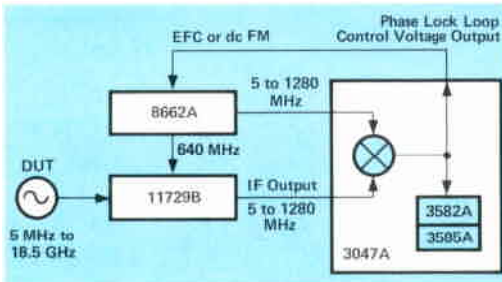 Phase Lock Loop
Control Voltage Output
EFC or dc FM
5 to 1280
MHz
8662A
640 MHz
DUT
11729B
IF Output
5 to 1280
MHz
5 MHz to
18.5 GHz
3582A
3585A
3047A